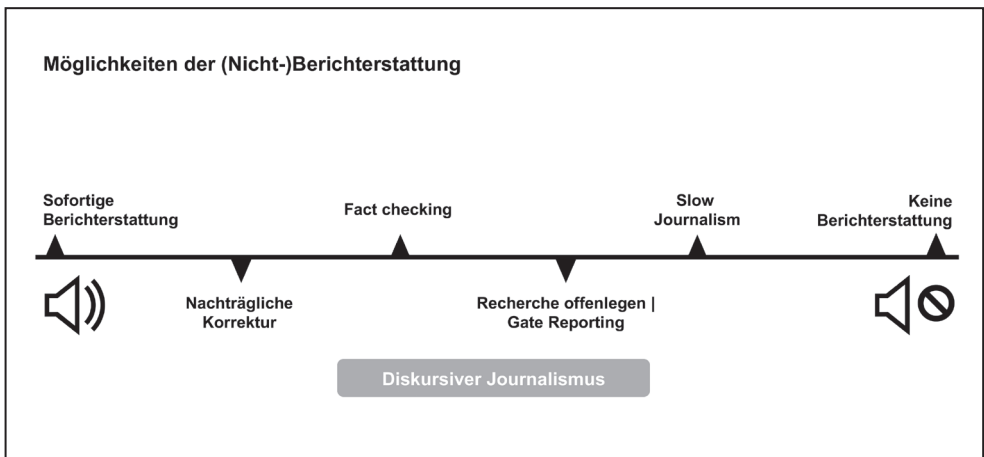 Möglichkeiten der (Nicht-)Berichterstattung
Sofortige
Berichterstattung
Fact checking
Slow
Journalism
Keine
Berichterstattung
Nachträgliche
Korrektur
Recherche offenlegen |
Gate Reporting
Diskursiver Journalismus